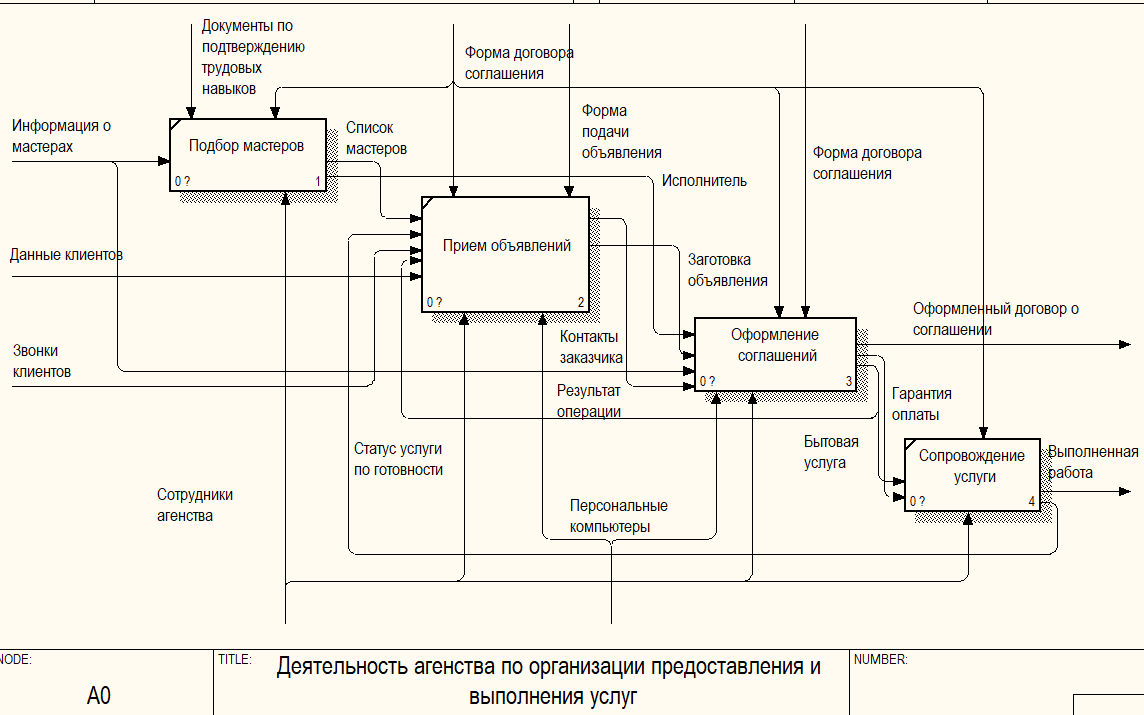 Документы по
подтверждению
трудовых
навыков
Форма договора
соглашения
Форма
подачи
объявления
Форма договора
соглашения
Информация о
мастерах
Подбор мастеров
0 ?
1
Список
мастеров
Исполнитель
Данные клиентов
Прием объявлений
0 ?
2
Заготовка
объявления
Звонки
клиентов
Контакты
заказчика
Оформление
соглашений
0 ?
3
Оформленный договор о
соглашении
Результат
операции
Гарантия
оплаты
Статус услуги
по готовности
Бытовая
услуга
Сопровождение
услуги
0 ?
4
Выполненная
работа
Сотрудники
агенства
Персональные
компьютеры
NODE:
A0
TITLE:
Деятельность агенства по организации предоставления и
выполнения услуг
NUMBER: